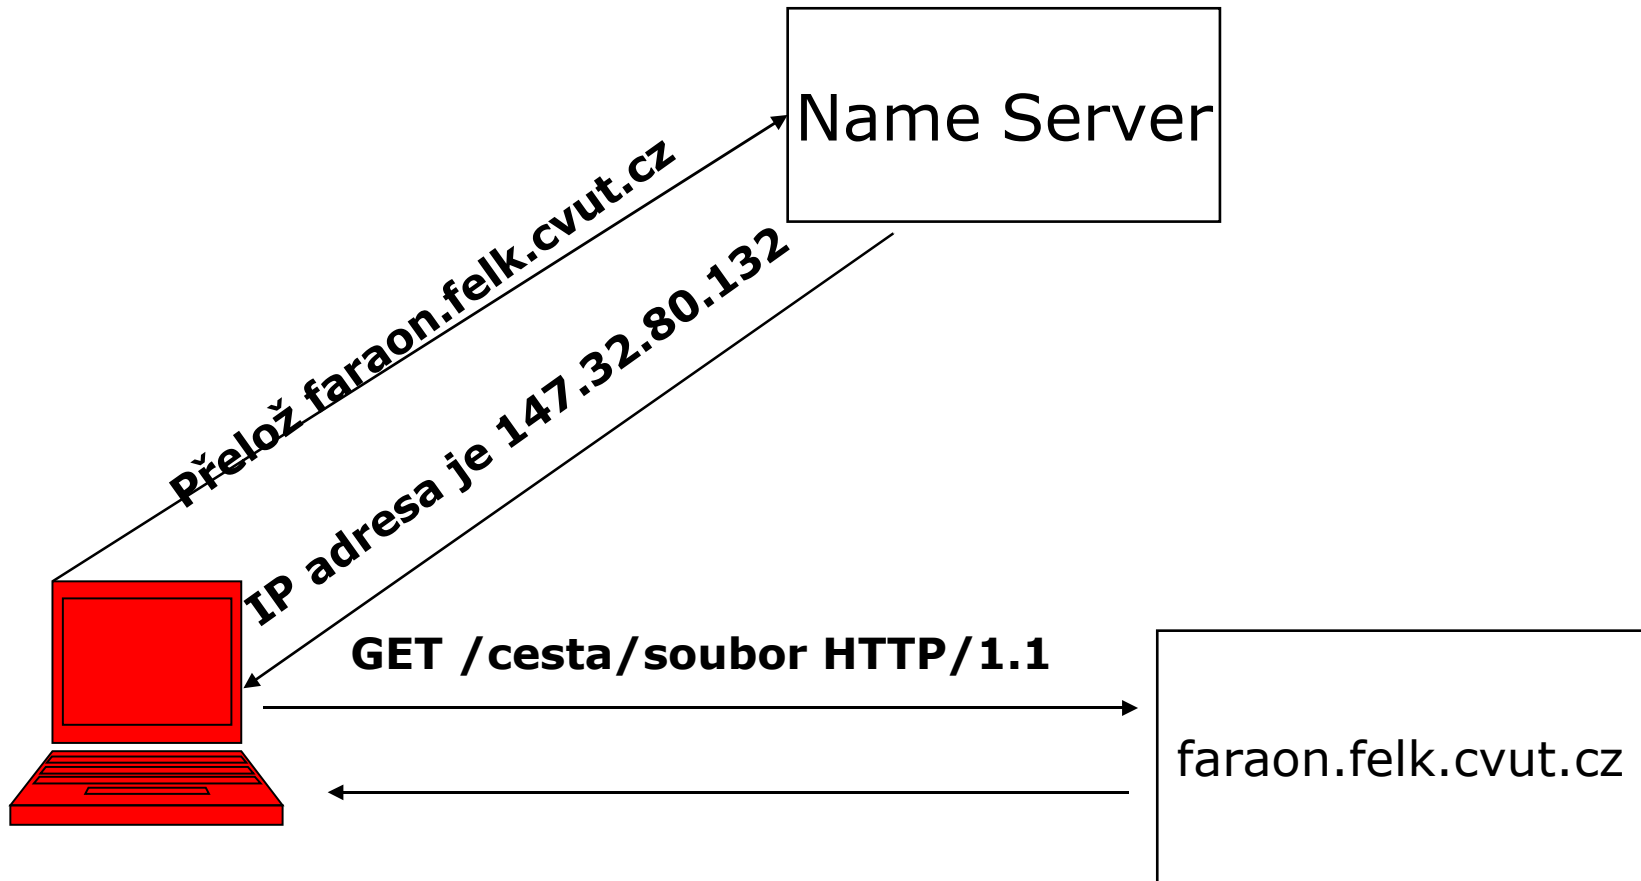 Name Server
Přelož faraon.felk.cvut.cz
IP adresa je 147.32.80.132
GET /cesta/soubor HTTP/1.1
faraon.felk.cvut.cz